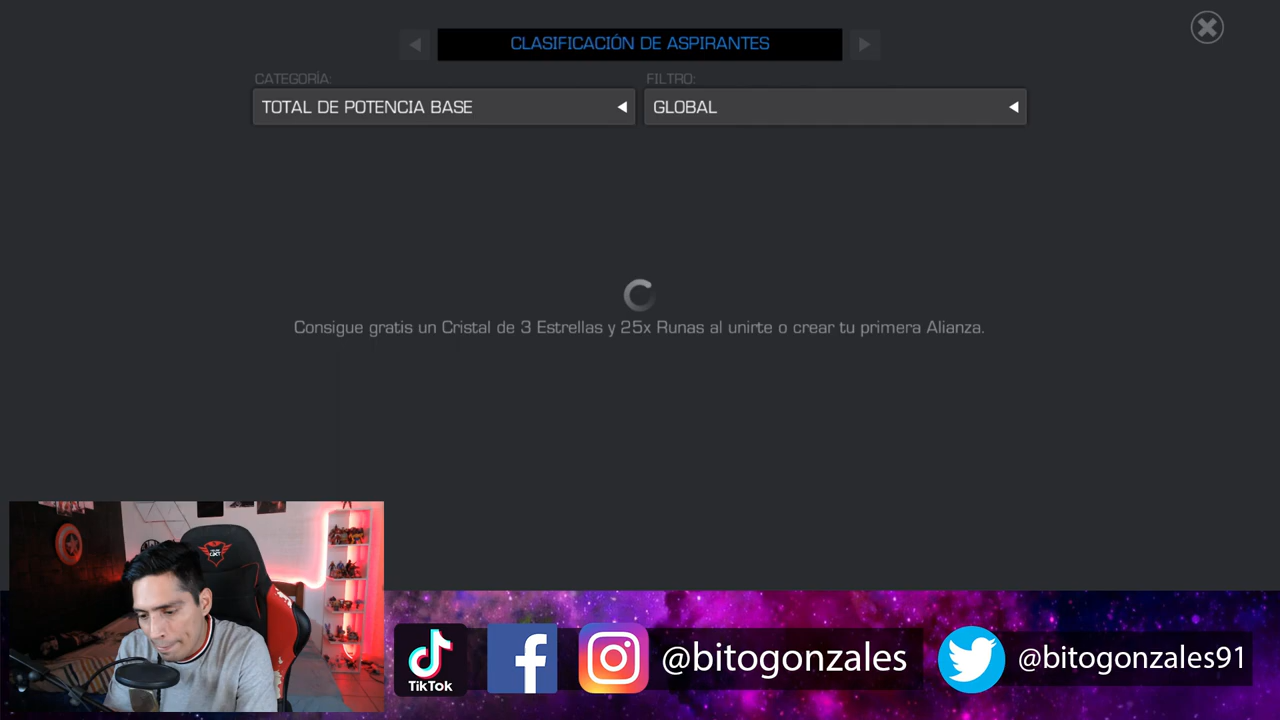 CLASIFICACIÓN DE ASPIRANTES
CATEGORÍA:
FILTRO:
TOTAL DE POTENCIA BASE
GLOBAL
Consigue gratis un Cristal de 3 Estrellas y 25x Runas al unirte o crear tu primera Alianza.
TikTok
@bitogonzales
@bitogonzales91